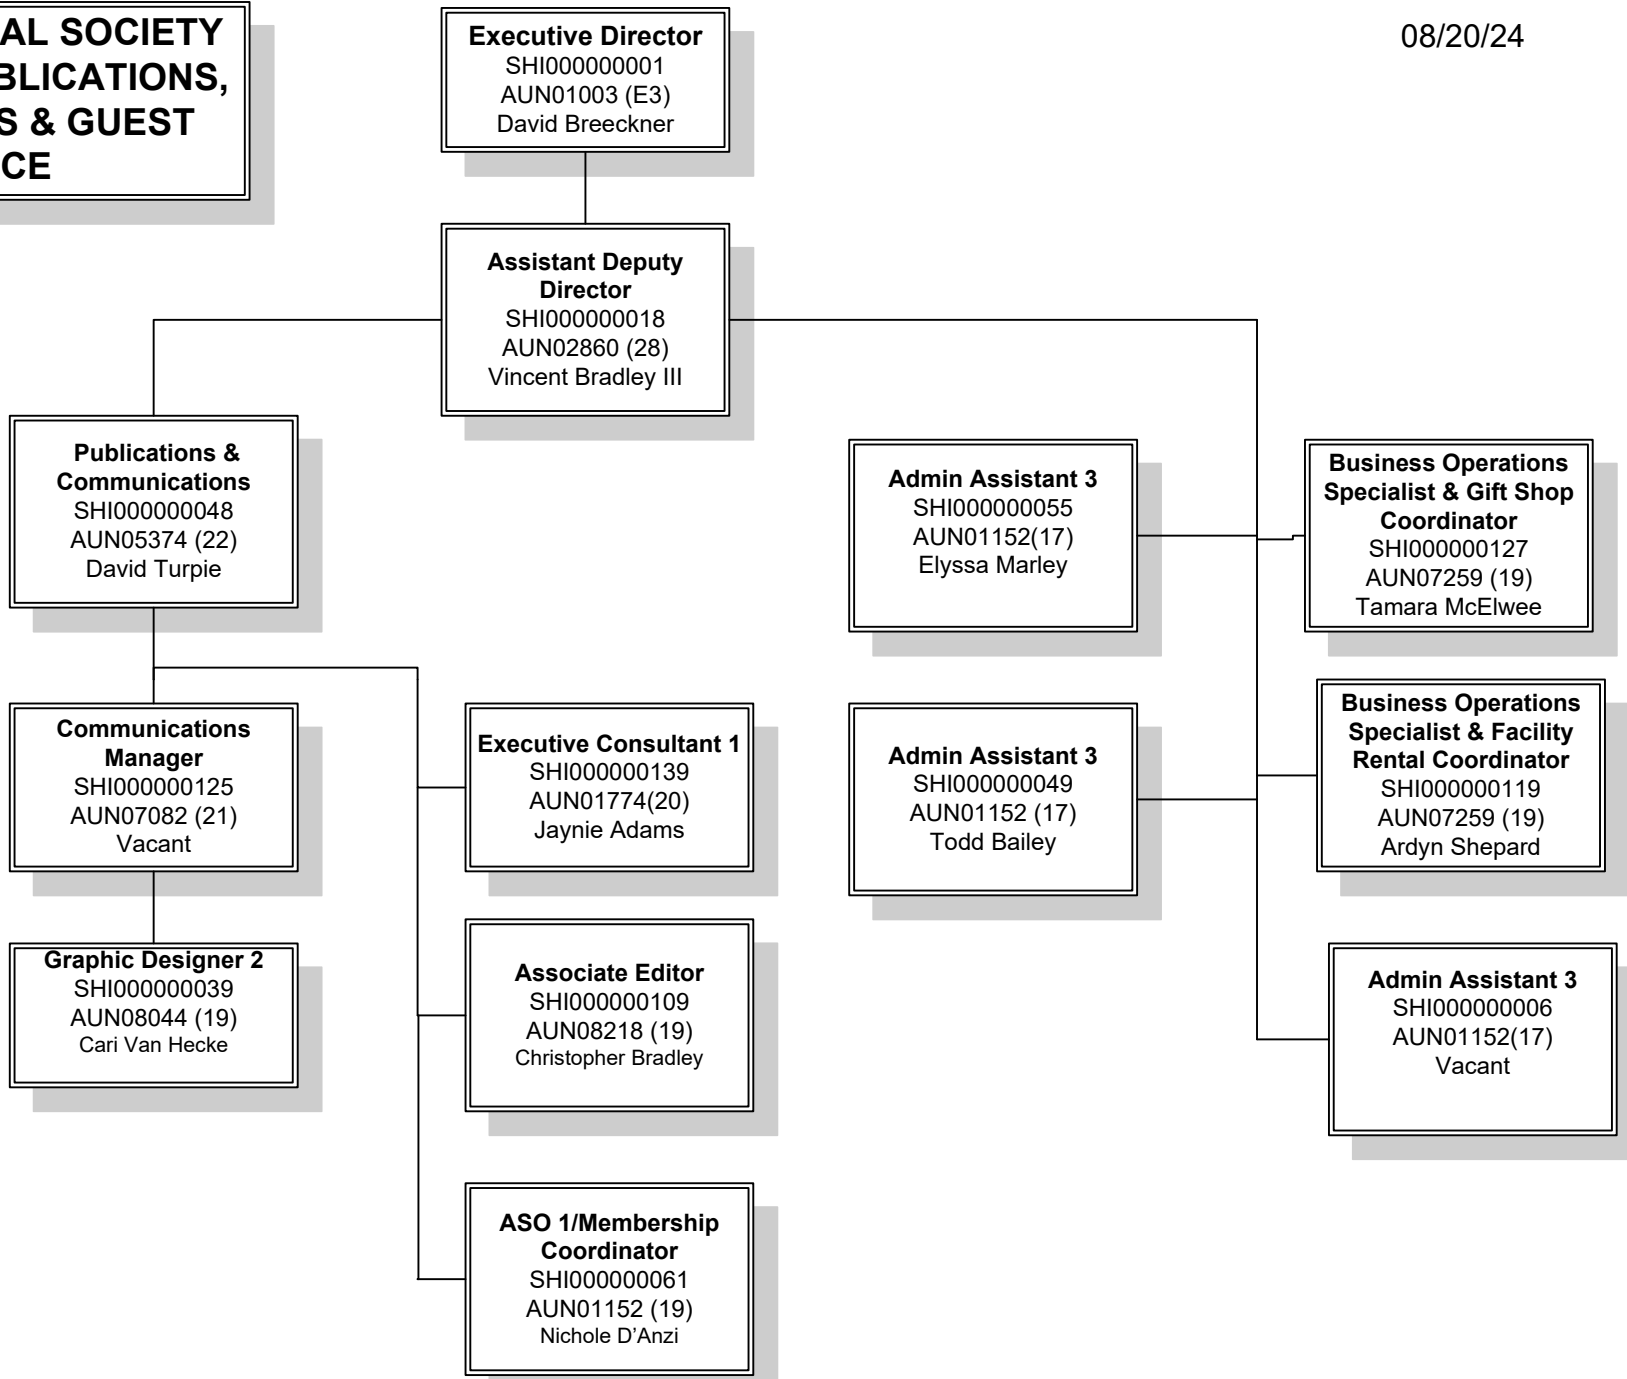 AL SOCIETY
BLICATIONS,
S & GUEST
CE
08/20/24
Executive Director
SHI000000001
AUN01003 (E3)
David Breeckner
Assistant Deputy
Director
SHI000000018
AUN02860 (28)
Vincent Bradley III
Publications &
Communications
SHI000000048
AUN05374 (22)
David Turpie
Admin Assistant 3
SHI000000055
AUN01152(17)
Elyssa Marley
Business Operations
Specialist & Gift Shop
Coordinator
SHI000000127
AUN07259 (19)
Tamara McElwee
Communications
Manager
SHI000000125
AUN07082 (21)
Vacant
Executive Consultant 1
SHI000000139
AUN01774(20)
Jaynie Adams
Admin Assistant 3
SHI000000049
AUN01152 (17)
Todd Bailey
Business Operations
Specialist & Facility
Rental Coordinator
SHI000000119
AUN07259 (19)
Ardyn Shepard
Graphic Designer 2
SHI000000039
AUN08044 (19)
Cari Van Hecke
Associate Editor
SHI000000109
AUN08218 (19)
Christopher Bradley
Admin Assistant 3
SHI000000006
AUN01152(17)
Vacant
ASO 1/Membership
Coordinator
SHI000000061
AUN01152 (19)
Nichole D’Anzi